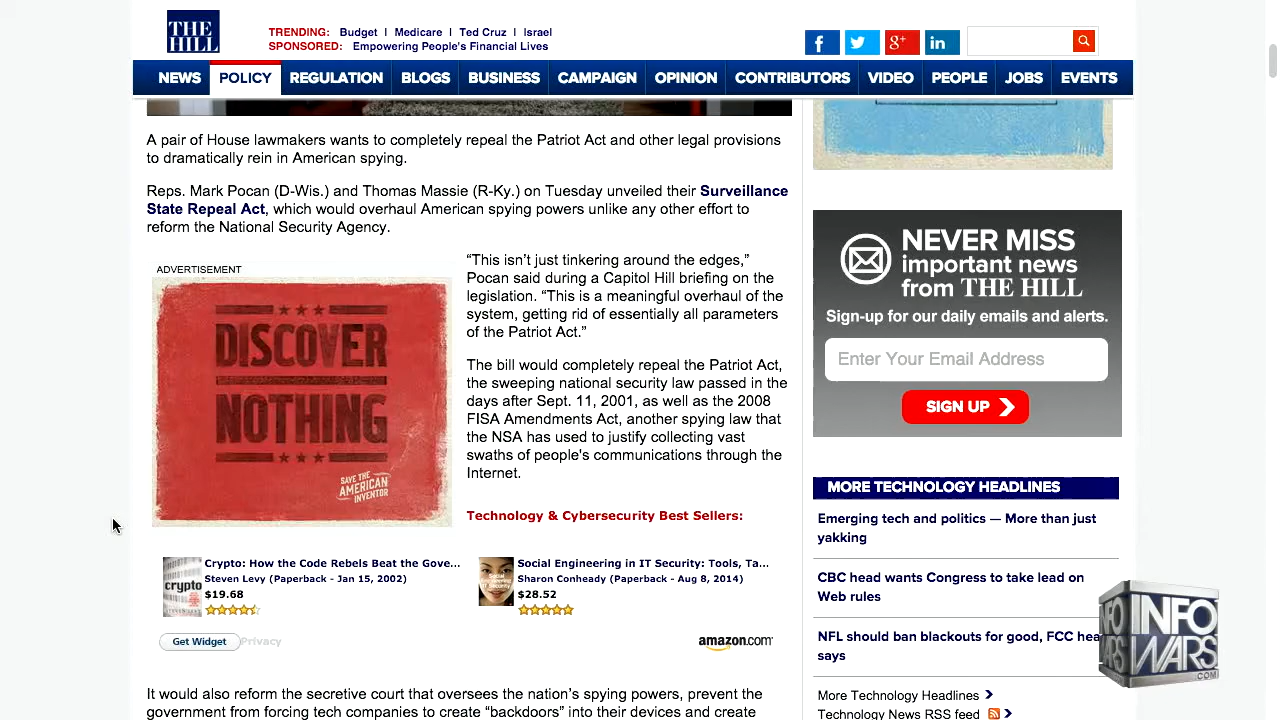 THE
HILL
TRENDING: Budget | Medicare | Ted Cruz | Israel
SPONSORED: Empowering People's Financial Lives
NEWS POLICY REGULATION BLOGS BUSINESS CAMPAIGN OPINION CONTRIBUTORS VIDEO PEOPLE JOBS EVENTS
A pair of House lawmakers wants to completely repeal the Patriot Act and other legal provisions
to dramatically rein in American spying.
Reps. Mark Pocan (D-Wis.) and Thomas Massie (R-Ky.) on Tuesday unveiled their Surveillance
State Repeal Act, which would overhaul American spying powers unlike any other effort to
reform the National Security Agency.
ADVERTISEMENT
DISCOVER
NOTHING
SAVE THE
AMERICAN
INVENTOR
“This isn’t just tinkering around the edges,”
Pocan said during a Capitol Hill briefing on the
legislation. “This is a meaningful overhaul of the
system, getting rid of essentially all parameters
of the Patriot Act.”
The bill would completely repeal the Patriot Act,
the sweeping national security law passed in the
days after Sept. 11, 2001, as well as the 2008
FISA Amendments Act, another spying law that
the NSA has used to justify collecting vast
swaths of people's communications through the
Internet.
Technology & Cybersecurity Best Sellers:
crypto
Crypto: How the Code Rebels Beat the Gove...
Steven Levy (Paperback - Jan 15, 2002)
$19.68
Social Engineering in IT Security: Tools, Ta...
Sharon Conheady (Paperback - Aug 8, 2014)
$28.52
Get Widget Privacy
amazon.com
It would also reform the secretive court that oversees the nation’s spying powers, prevent the
government from forcing tech companies to create “backdoors” into their devices and create
NEVER MISS
important news
from THE HILL
Sign-up for our daily emails and alerts.
Enter Your Email Address
SIGN UP
MORE TECHNOLOGY HEADLINES
Emerging tech and politics — More than just
yakking
CBC head wants Congress to take lead on
Web rules
NFL should ban blackouts for good, FCC hea
says
More Technology Headlines
Technology News RSS feed
INFO
WARS
.COM